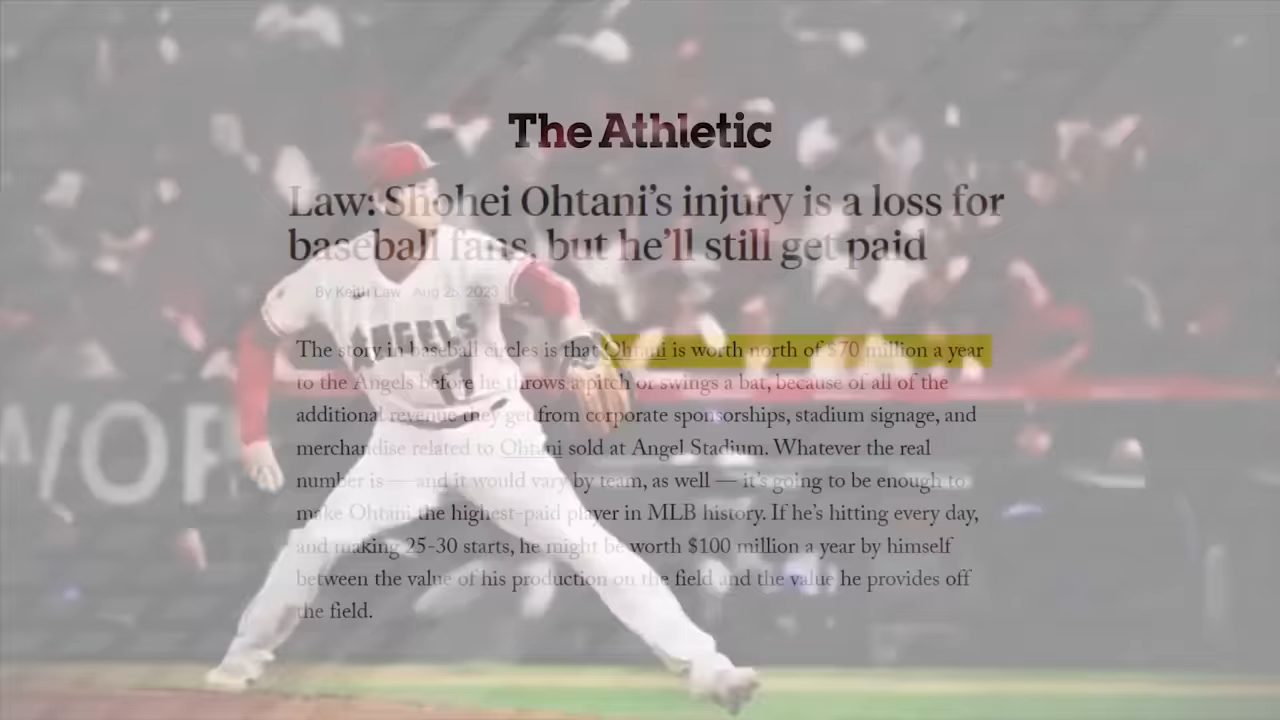 The Athletic
Law: Shohei Ohtani's injury is a loss for
baseball fans, but he'll still get paid
By Keith Law Aug 25, 2023
The story in baseball circles is that Ohtani is worth north of $70 million a year
to the Angels before he throws a pitch or swings a bat, because of all of the
additional revenue they get from corporate sponsorships, stadium signage, and
merchandise related to Ohtani sold at Angel Stadium. Whatever the real
number is — and it would vary by team, as well — it's going to be enough to
make Ohtani the highest-paid player in MLB history. If he's hitting every day,
and making 25-30 starts, he might be worth $100 million a year by himself
between the value of his production on the field and the value he provides off
the field.
ANGELS
17
WOR